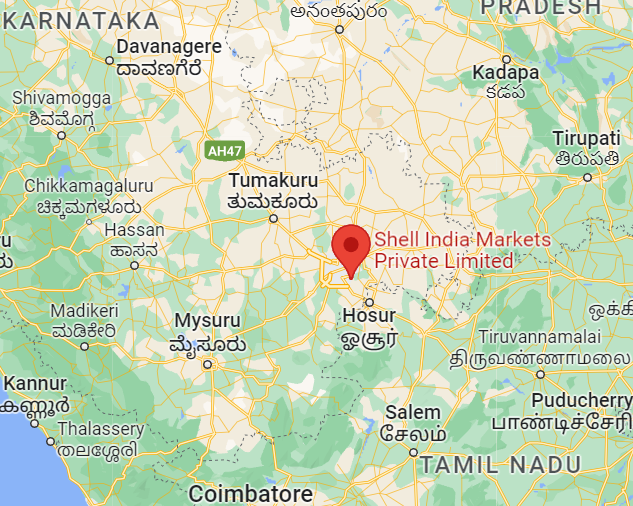 అనంతపురం
KARNATAKA
PRADESH
Davanagere
ದಾವಣಗೆರೆ
Kadapa
కడప
Shivamogga
ಶಿವಮೊಗ್ಗ
AH47
Tirupati
తిరుపతి
Tumakuru
ತುಮಕೂರು
Chikkamagaluru
ಚಿಕ್ಕಮಗಳೂರು
Hassan
ಹಾಸನ
Shell India Markets
Private Limited
Madikeri
ಮಡಿಕೇರಿ
Mysuru
ಮೈಸೂರು
Hosur
ஓசூர்
Tiruvannamalai
திருவண்ணாமலை
Kannur
കണ്ണൂർ
Puducherry
பாண்டிச்சேரி
Salem
சேலம்
Thalassery
തലശ്ശേരി
TAMIL NADU
Coimbatore